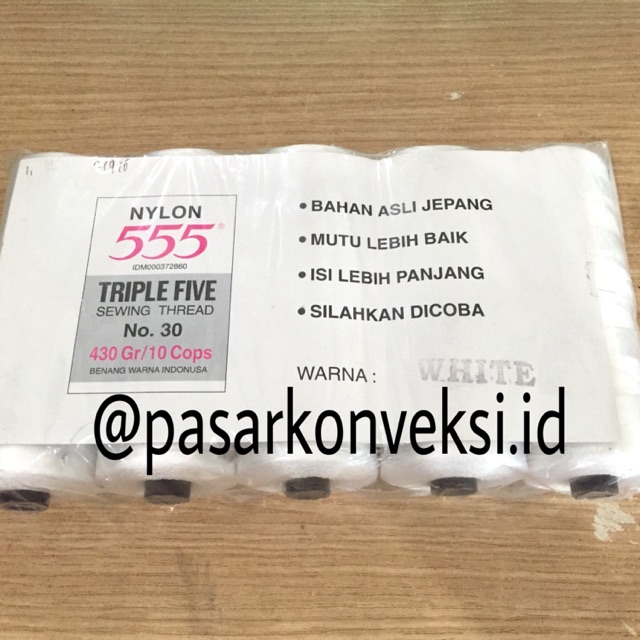 NYLON
555®
IDM000372860
TRIPLE FIVE
SEWING THREAD
No. 30
430 Gr/10 Cops
BENANG WARNA INDONUSA
• BAHAN ASLI JEPANG
• MUTU LEBIH BAIK
• ISI LEBIH PANJANG
• SILAHKAN DICOBA
WARNA : WHITE
@pasarkonveksi.id